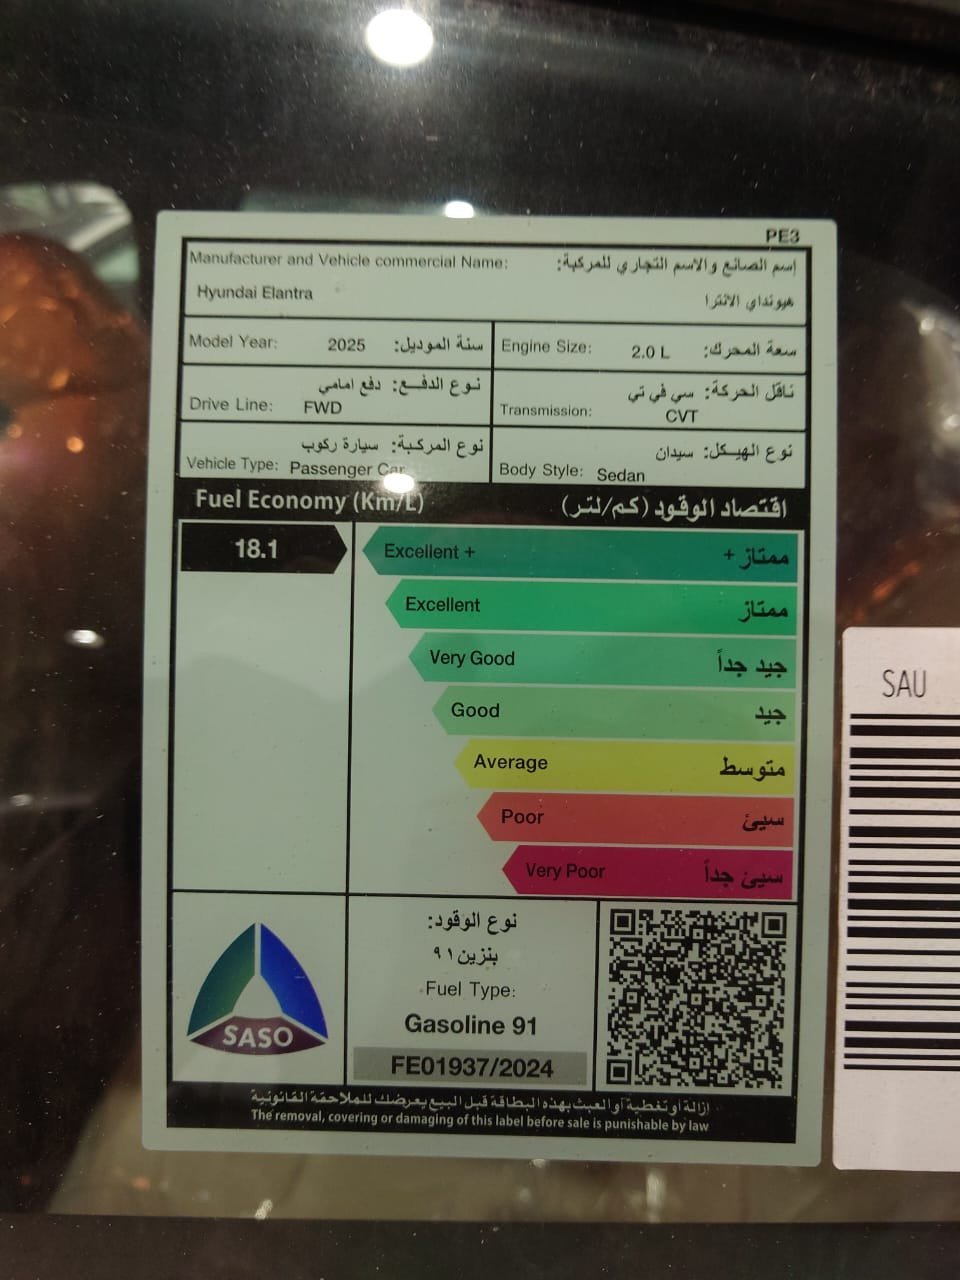 PE3
Manufacturer and Vehicle commercial Name: إسم الصانع والاسم التجاري للمركبة:
Hyundai Elantra هيونداي الانترا
Model Year: 2025 سنة الموديل:
Engine Size: 2.0 L سعة المحرك:
نوع الدفع: دفع امامي
Drive Line: FWD
ناقل الحركة: سي في تي
Transmission: CVT
نوع المركبة: سيارة ركوب
Vehicle Type: Passenger Car
نوع الهيكل: سيدان
Body Style: Sedan
Fuel Economy (Km/L) اقتصاد الوقود (كم/لتر)
18.1
Excellent + ممتاز +
Excellent ممتاز
Very Good جيد جداً
Good جيد
Average متوسط
Poor سيئ
Very Poor سيئ جداً
SASO
نوع الوقود:
بنزين ٩١
Fuel Type:
Gasoline 91
FE01937/2024
إزالة أو تغطية أو العبث بهذه البطاقة قبل البيع يعرضك للملاحقة القانونية
The removal, covering or damaging of this label before sale is punishable by law
SAU